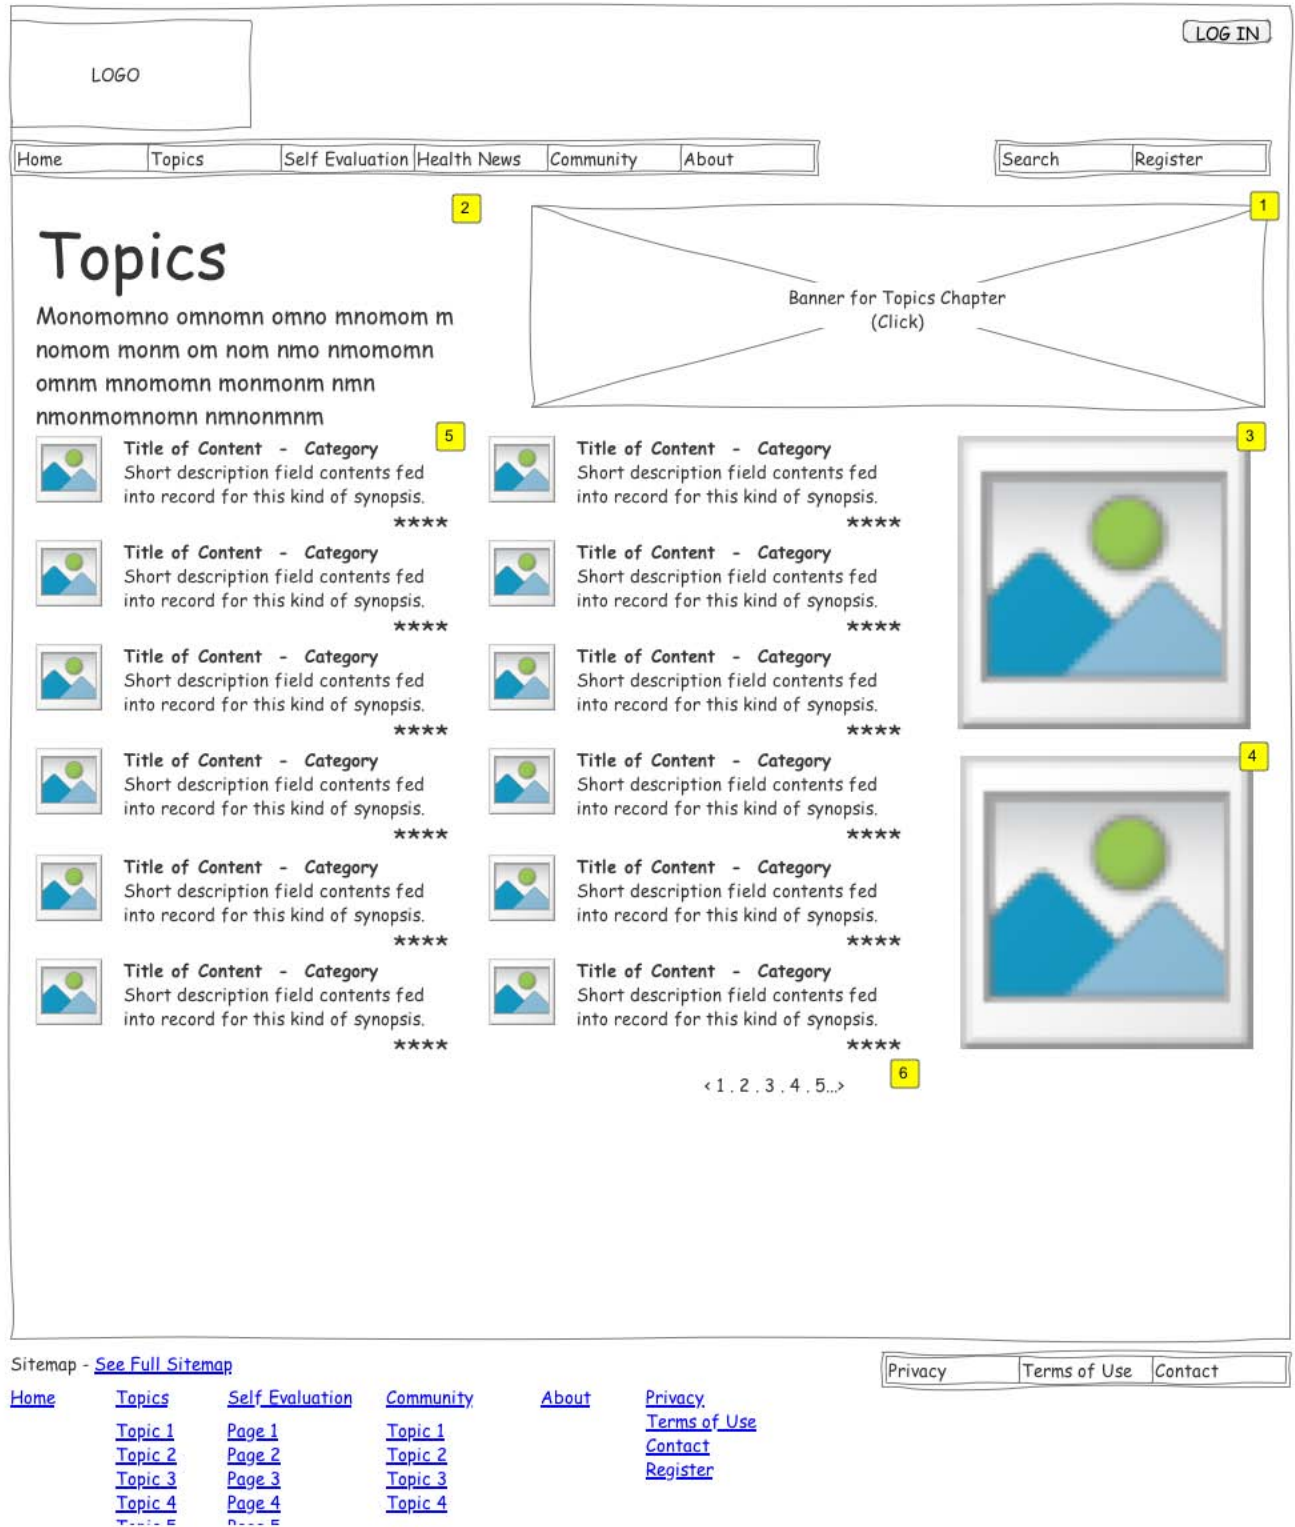 LOG IN
LOGO
Home Topics Self Evaluation Health News Community About
Search Register
2
1
Topics
Monomomno omnomn omno mnomom m
nomom monm om nom nmo nmomomn
omnm mnomomn monmonm nmn
nmonmomnomn nmnonmnm
Banner for Topics Chapter
(Click)
5
3
Title of Content - Category
Short description field contents fed
into record for this kind of synopsis.
****
Title of Content - Category
Short description field contents fed
into record for this kind of synopsis.
****
Title of Content - Category
Short description field contents fed
into record for this kind of synopsis.
****
Title of Content - Category
Short description field contents fed
into record for this kind of synopsis.
****
Title of Content - Category
Short description field contents fed
into record for this kind of synopsis.
****
Title of Content - Category
Short description field contents fed
into record for this kind of synopsis.
****
Title of Content - Category
Short description field contents fed
into record for this kind of synopsis.
****
Title of Content - Category
Short description field contents fed
into record for this kind of synopsis.
****
Title of Content - Category
Short description field contents fed
into record for this kind of synopsis.
****
Title of Content - Category
Short description field contents fed
into record for this kind of synopsis.
****
Title of Content - Category
Short description field contents fed
into record for this kind of synopsis.
****
Title of Content - Category
Short description field contents fed
into record for this kind of synopsis.
****
4
6
< 1 . 2 . 3 . 4 . 5...>
Sitemap - See Full Sitemap
Privacy Terms of Use Contact
Home
Topics
Topic 1
Topic 2
Topic 3
Topic 4
Self Evaluation
Page 1
Page 2
Page 3
Page 4
Community
Topic 1
Topic 2
Topic 3
Topic 4
About
Privacy
Terms of Use
Contact
Register